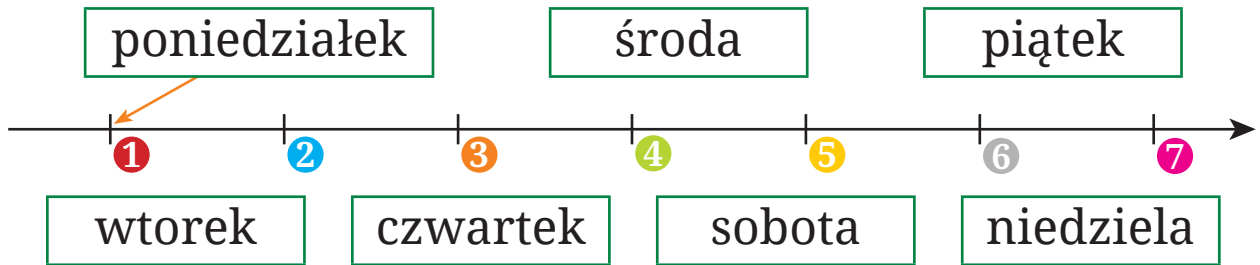 poniedziałek środa piątek
1 2 3 4 5 6 7
wtorek czwartek sobota niedziela